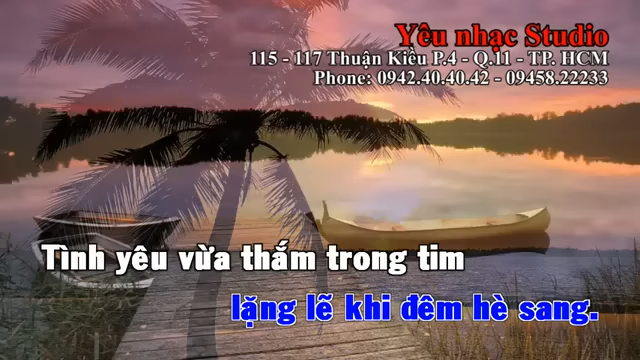 Yêu nhạc Studio
115 - 117 Thuận Kiều P.4 - Q.11 - TP. HCM
Phone: 0942.40.40.42 - 09458.22233
Tình yêu vừa thắm trong tim
lặng lẽ khi đêm hè sang.